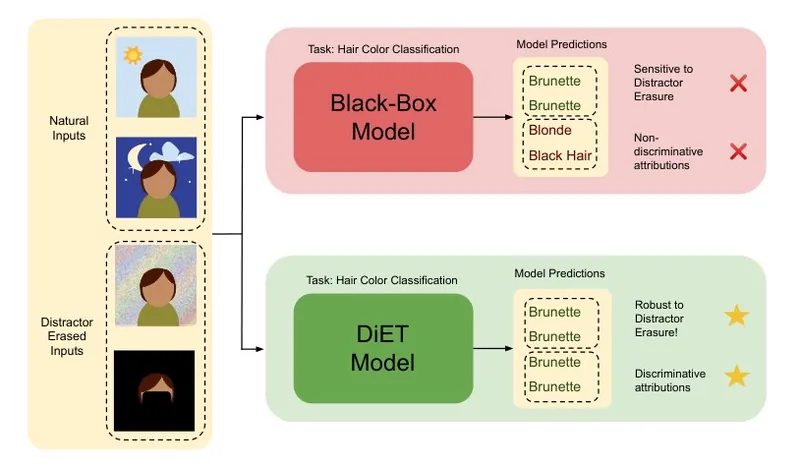 Natural
Inputs
Distractor
Erased
Inputs
Task: Hair Color Classification
Black-Box
Model
Model Predictions
Brunette
Brunette
Blonde
Black Hair
Sensitive to
Distractor
Erasure
Non-
discriminative
attributions
Task: Hair Color Classification
DiET
Model
Model Predictions
Brunette
Brunette
Brunette
Brunette
Robust to
Distractor
Erasure!
Discriminative
attributions